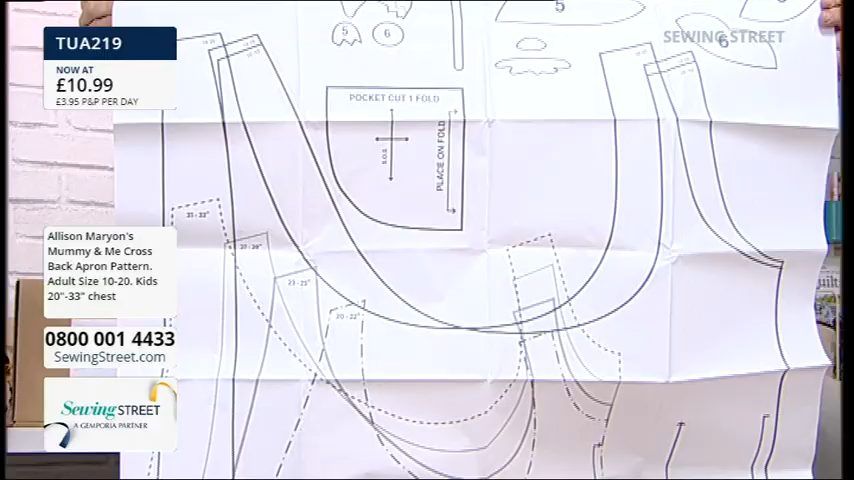 TUA219
NOW AT
£10.99
£3.95 P&P PER DAY
Allison Maryon's
Mummy & Me Cross
Back Apron Pattern.
Adult Size 10-20. Kids
20"-33" chest
0800 001 4433
SewingStreet.com
Sewing STREET
A GEMPORIA PARTNER
SEWING STREET
5
6
5
6
POCKET CUT 1 FOLD
S.O.G
PLACE ON FOLD
31 - 33"
23 - 25"
20 - 22"